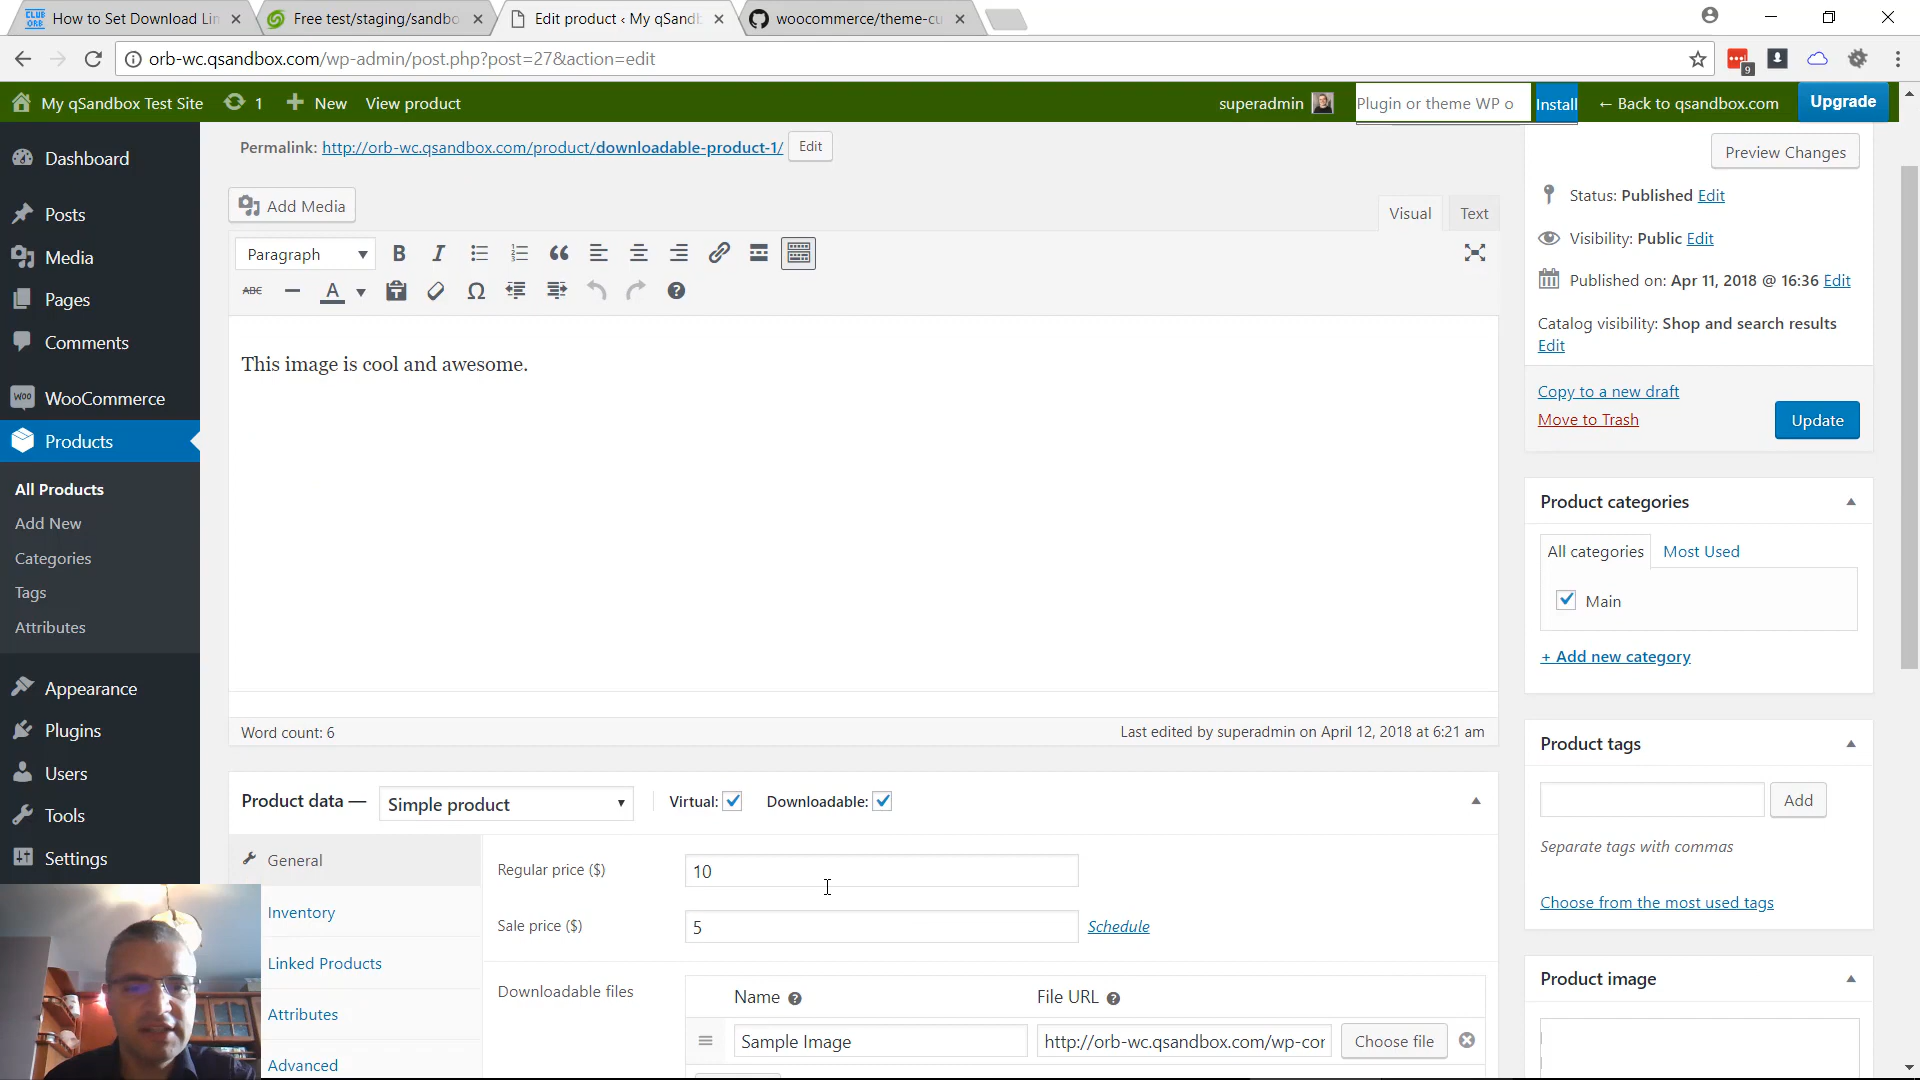 How to Set Download Lin
Free test/staging/sandbo
Edit product ‹ My qSandb
woocommerce/theme-cu
orb-wc.qsandbox.com/wp-admin/post.php?post=27&action=edit
9
My qSandbox Test Site
1
New
View product
superadmin
Plugin or theme WP o
Install
← Back to qsandbox.com
Upgrade
Dashboard
Posts
Media
Pages
Comments
WooCommerce
Products
All Products
Add New
Categories
Tags
Attributes
Appearance
Plugins
Users
Tools
Settings
Permalink: http://orb-wc.qsandbox.com/product/downloadable-product-1/
Edit
Add Media
Visual
Text
Paragraph
B
I
ABC
A
Ω
This image is cool and awesome.
Word count: 6
Last edited by superadmin on April 12, 2018 at 6:21 am
Product data —
Simple product
Virtual:
Downloadable:
General
Inventory
Linked Products
Attributes
Advanced
Regular price ($)
10
Sale price ($)
5
Schedule
Downloadable files
Name
File URL
Sample Image
http://orb-wc.qsandbox.com/wp-cor
Choose file
Preview Changes
Status: Published Edit
Visibility: Public Edit
Published on: Apr 11, 2018 @ 16:36 Edit
Catalog visibility: Shop and search results
Edit
Copy to a new draft
Move to Trash
Update
Product categories
All categories
Most Used
Main
+ Add new category
Product tags
Add
Separate tags with commas
Choose from the most used tags
Product image